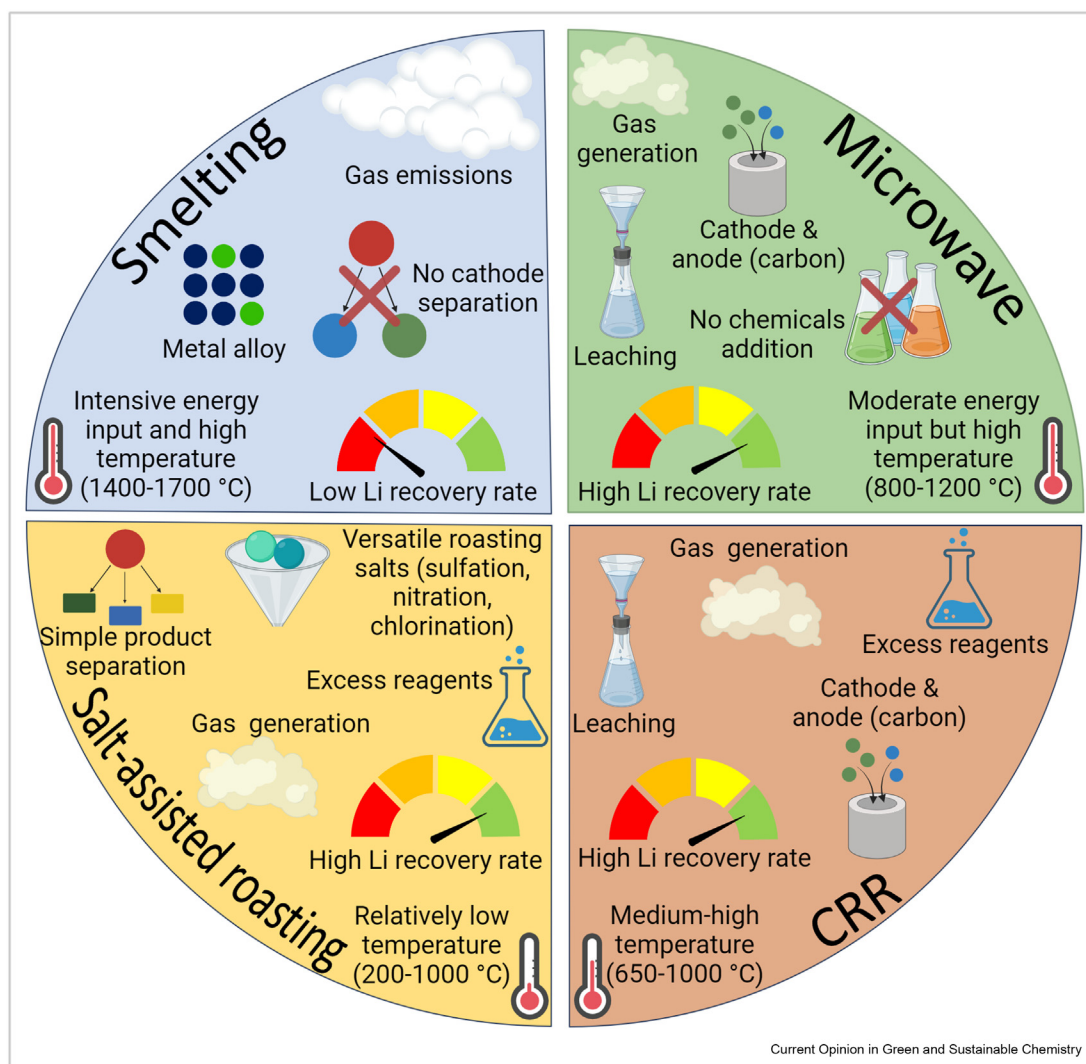 Smelting
Gas emissions
No cathode
separation
Metal alloy
Intensive energy
input and high
temperature
(1400-1700 °C)
Low Li recovery rate
Microwave
Gas
generation
Cathode &
anode (carbon)
Leaching
No chemicals
addition
High Li recovery rate
Moderate energy
input but high
temperature
(800-1200 °C)
Salt-assisted roasting
Simple product
separation
Versatile roasting
salts (sulfation,
nitration,
chlorination)
Excess reagents
Gas generation
High Li recovery rate
Relatively low
temperature
(200-1000 °C)
CRR
Gas generation
Leaching
Excess reagents
Cathode &
anode (carbon)
High Li recovery rate
Medium-high
temperature
(650-1000 °C)
Current Opinion in Green and Sustainable Chemistry